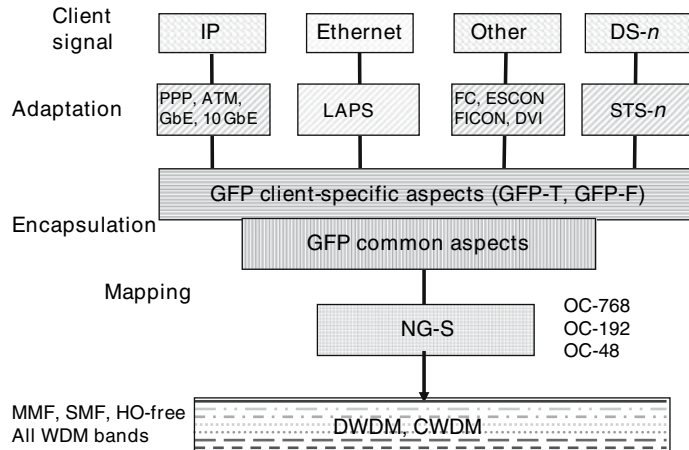 Client signal
IP
Ethernet
Other
DS-n
Adaptation
PPP, ATM,
GbE, 10 GbE
LAPS
FC, ESCON
FICON, DVI
STS-n
GFP client-specific aspects (GFP-T, GFP-F)
Encapsulation
GFP common aspects
Mapping
NG-S
OC-768
OC-192
OC-48
MMF, SMF, HO-free
All WDM bands
DWDM, CWDM